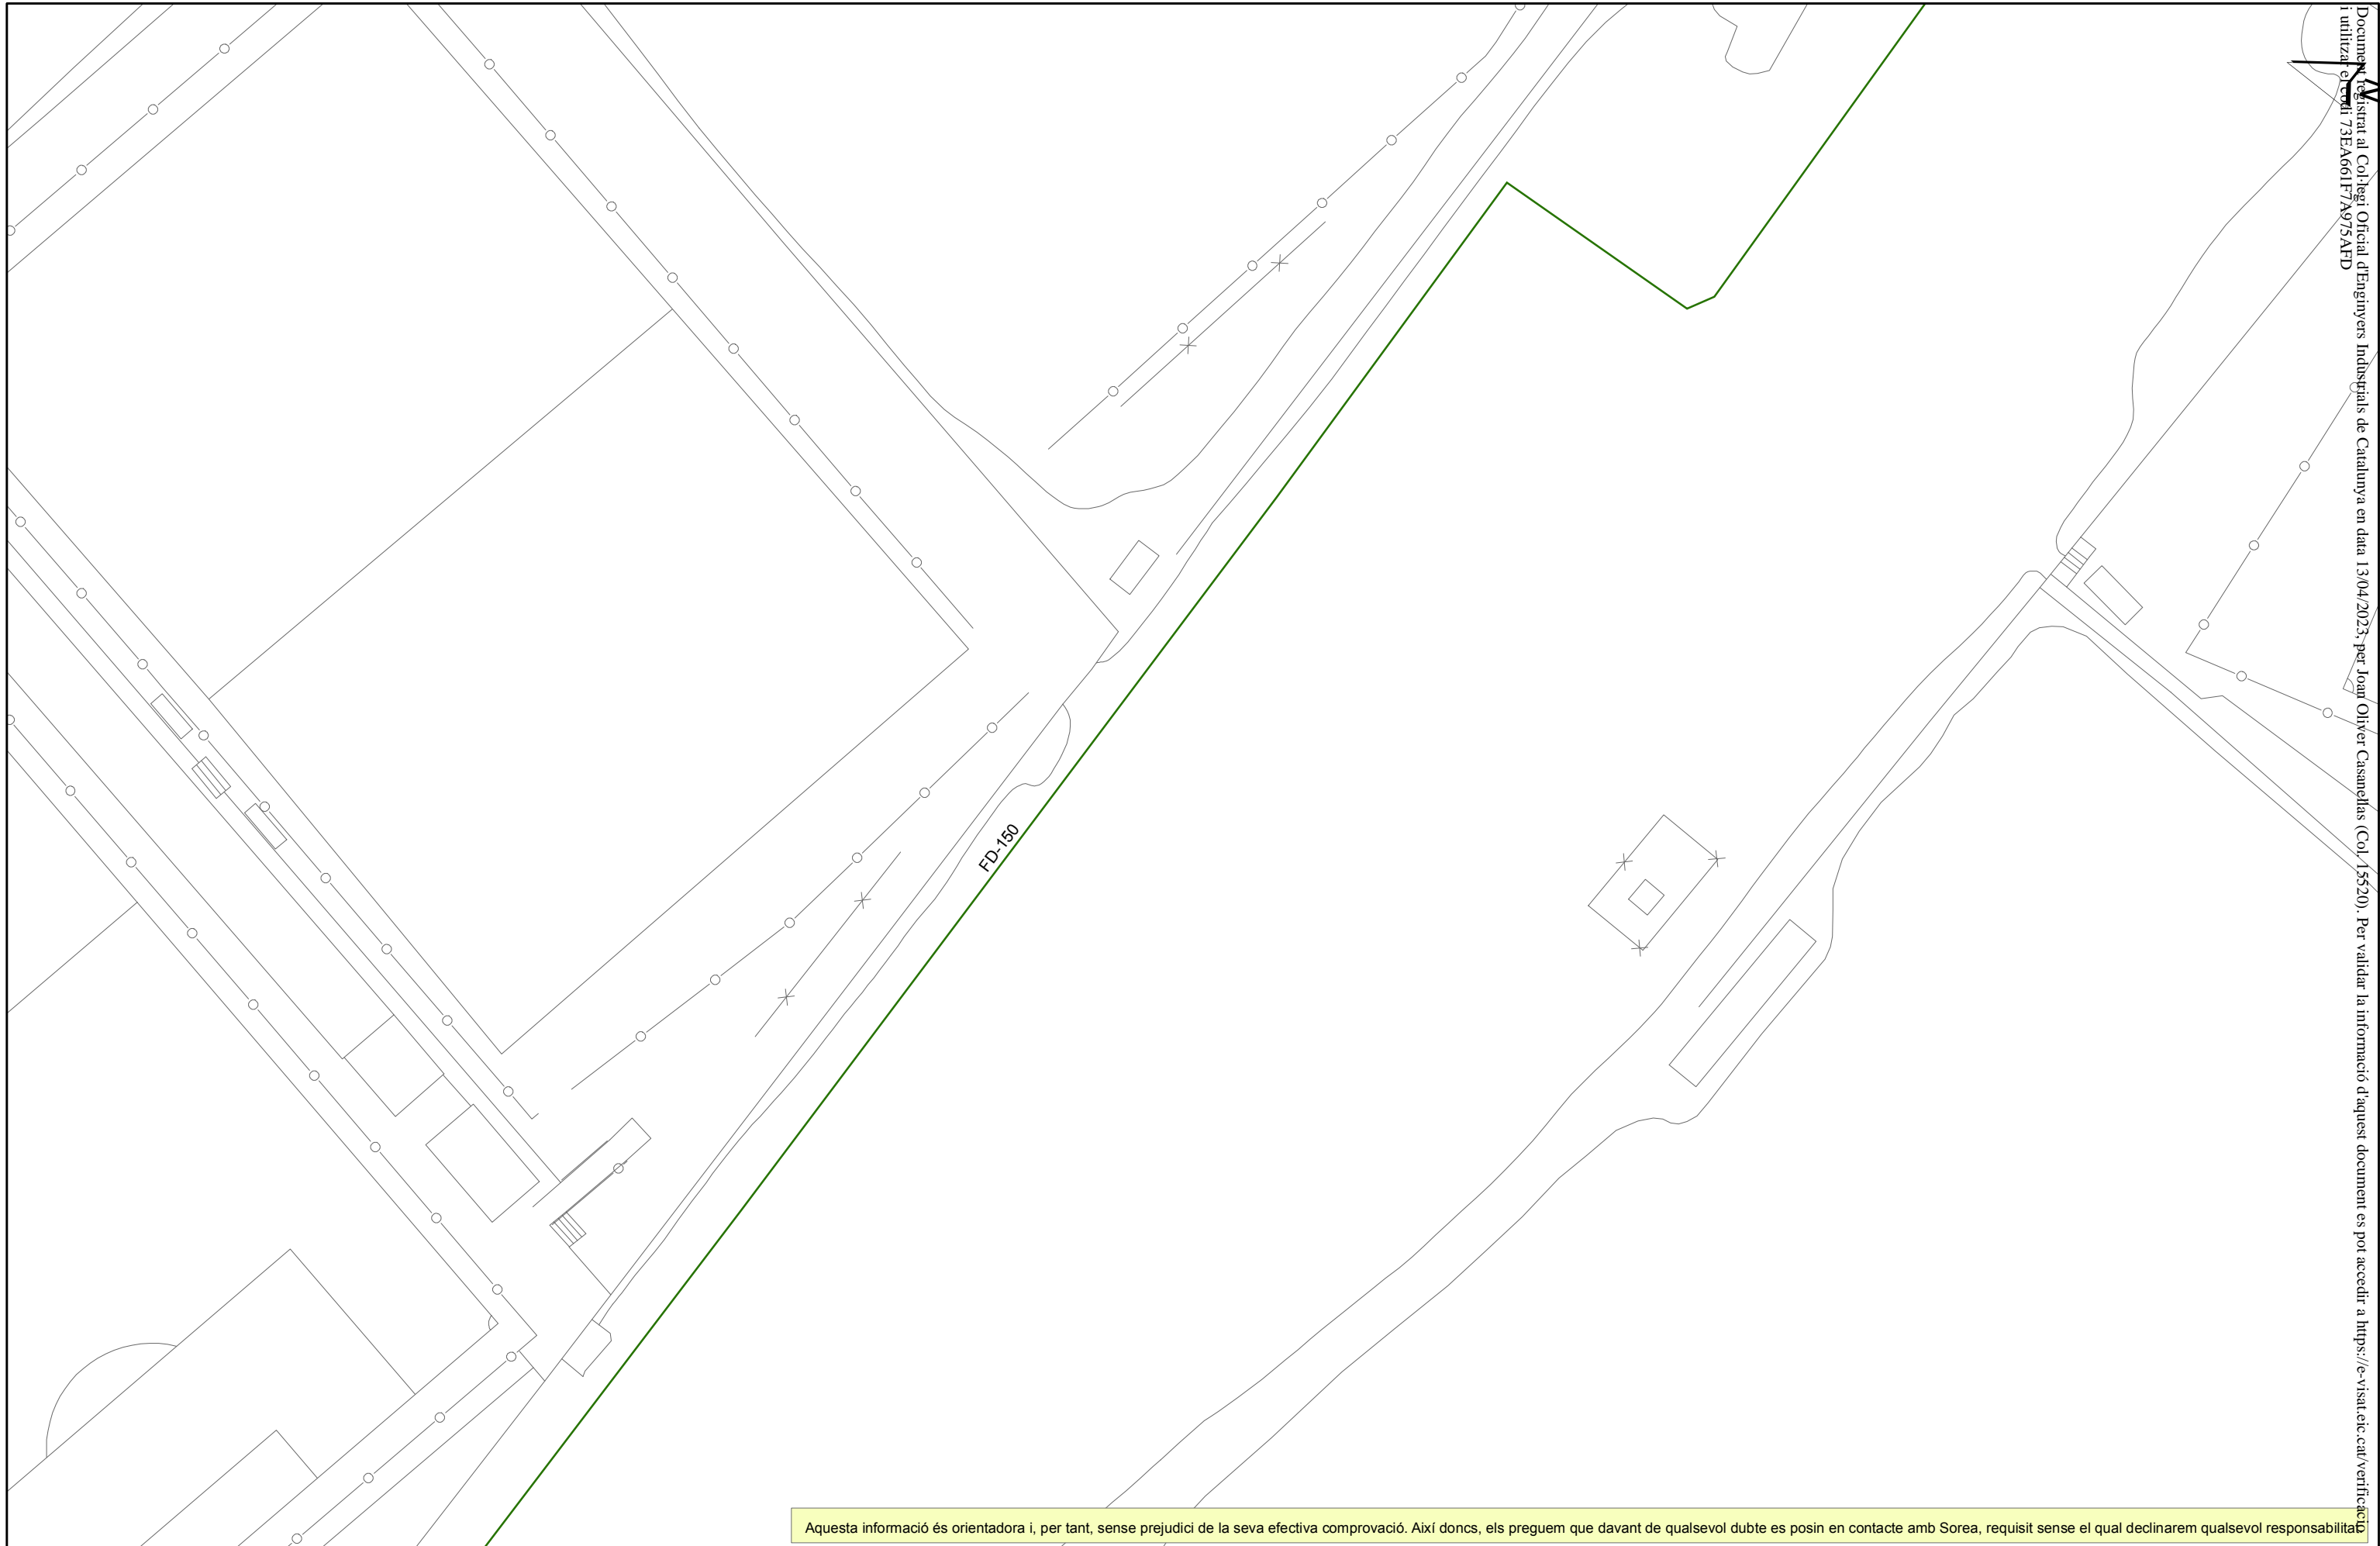 Document registrat al Col·legi Oficial d'Enginyers Industrials de Catalunya en data 13/04/2023, per Joan Oliver Casanellas (Col. 15520). Per validar la informació d'aquest document es pot accedir a https://e-visat.eic.cat/verificacio
i utilitzar el codi 73EA661F7A975AFD
FD-150
Aquesta informació és orientadora i, per tant, sense prejudici de la seva efectiva comprovació. Així doncs, els preguem que davant de qualsevol dubte es posin en contacte amb Sorea, requisit sense el qual declinarem qualsevol responsabilitat.